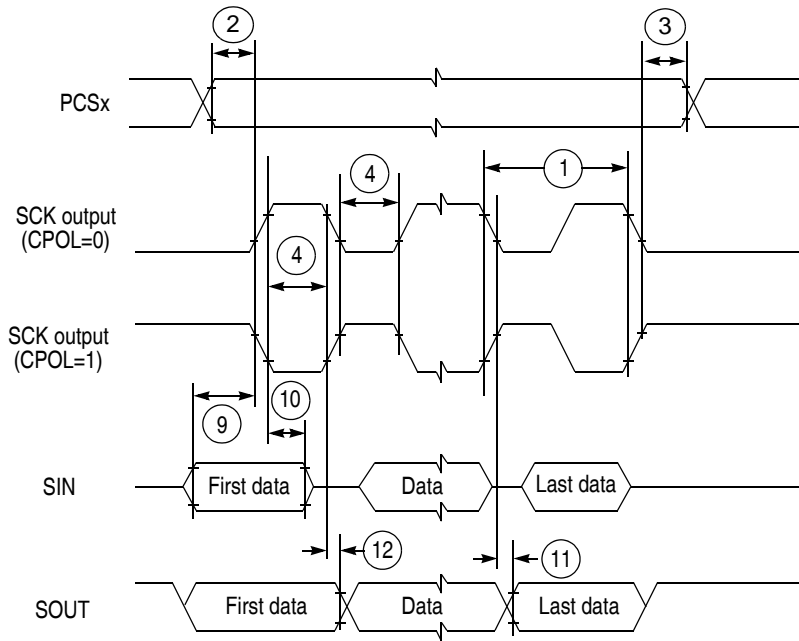 2
3
PCSx
4
1
SCK output
(CPOL=0)
4
SCK output
(CPOL=1)
9
10
SIN
First data
Data
Last data
12
11
SOUT
First data
Data
Last data